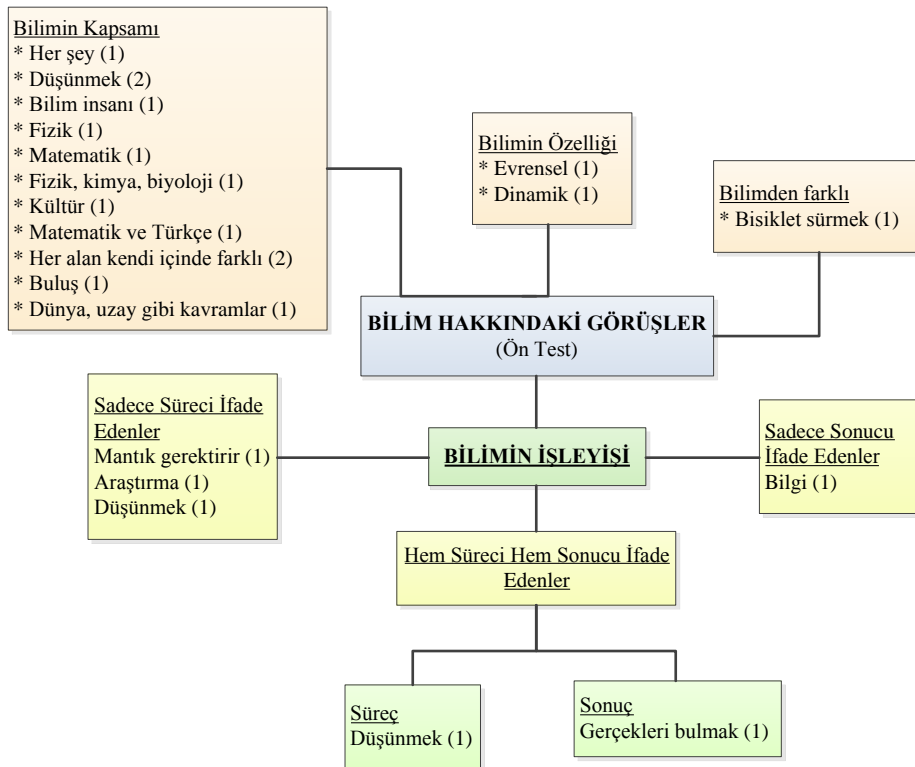 Bilimin Kapsamı
* Her şey (1)
* Düşünmek (2)
* Bilim insanı (1)
* Fizik (1)
* Matematik (1)
* Fizik, kimya, biyoloji (1)
* Kültür (1)
* Matematik ve Türkçe (1)
* Her alan kendi içinde farklı (2)
* Buluş (1)
* Dünya, uzay gibi kavramlar (1)
Bilimin Özelliği
* Evrensel (1)
* Dinamik (1)
Bilimden farklı
* Bisiklet sürmek (1)
BİLİM HAKKINDAKİ GÖRÜŞLER
(Ön Test)
Sadece Süreci İfade
Edenler
Mantık gerektirir (1)
Araştırma (1)
Düşünmek (1)
BİLİMİN İŞLEYİŞİ
Sadece Sonucu
İfade Edenler
Bilgi (1)
Hem Süreci Hem Sonucu İfade
Edenler
Süreç
Düşünmek (1)
Sonuç
Gerçekleri bulmak (1)